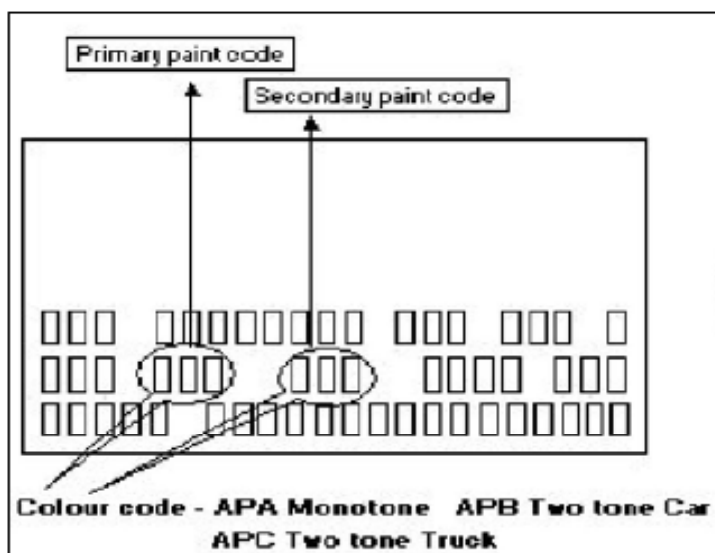 Primary paint code
Secondary paint code
Colour code - APA Monotone APB Two tone Car
APC Two tone Truck